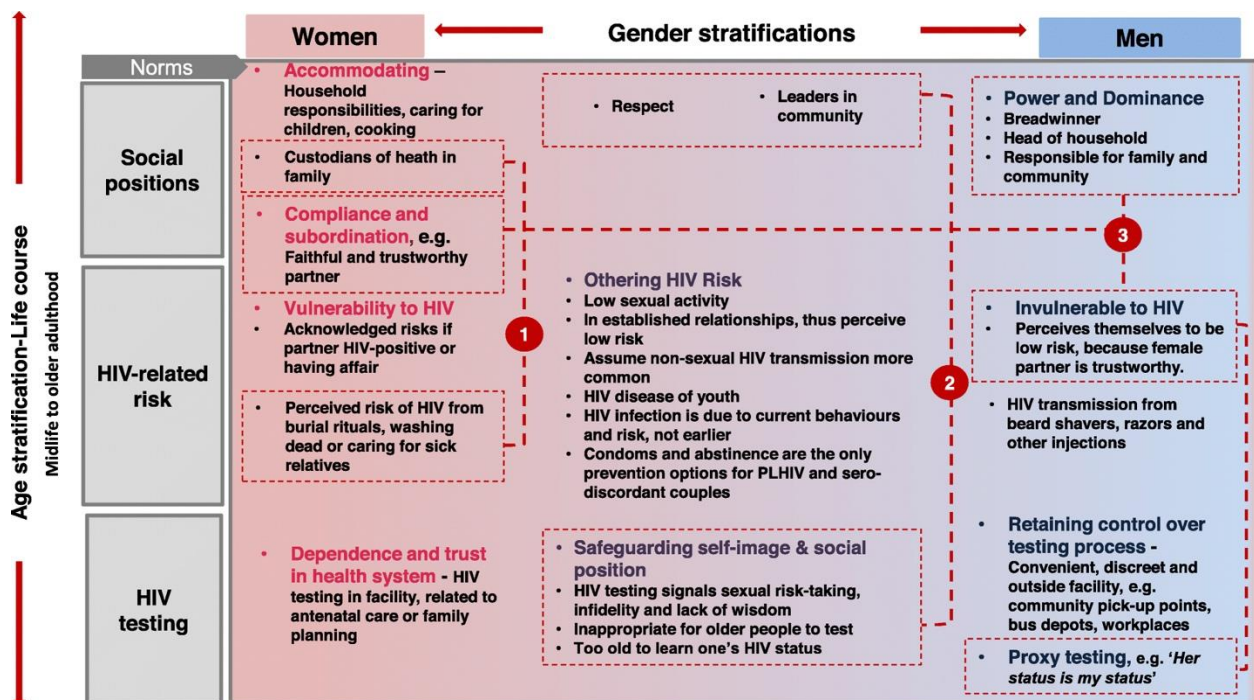 Women
Gender stratifications
Men
Norms
Age stratification-Life course
Midlife to older adulthood
Social
positions
• Accommodating –
Household
responsibilities, caring for
children, cooking
• Custodians of heath in
family
• Compliance and
subordination, e.g.
Faithful and trustworthy
partner
• Respect
• Leaders in
community
• Power and Dominance
• Breadwinner
• Head of household
• Responsible for family and
community
3
HIV-related
risk
• Vulnerability to HIV
• Acknowledged risks if
partner HIV-positive or
having affair
• Perceived risk of HIV from
burial rituals, washing
dead or caring for sick
relatives
1
• Othering HIV Risk
• Low sexual activity
• In established relationships, thus perceive
low risk
• Assume non-sexual HIV transmission more
common
• HIV disease of youth
• HIV infection is due to current behaviours
and risk, not earlier
• Condoms and abstinence are the only
prevention options for PLHIV and sero-
discordant couples
2
• Invulnerable to HIV
• Perceives themselves to be
low risk, because female
partner is trustworthy.
• HIV transmission from
beard shavers, razors and
other injections
HIV
testing
• Dependence and trust
in health system - HIV
testing in facility, related to
antenatal care or family
planning
• Safeguarding self-image & social
position
• HIV testing signals sexual risk-taking,
infidelity and lack of wisdom
• Inappropriate for older people to test
• Too old to learn one's HIV status
• Retaining control over
testing process -
Convenient, discreet and
outside facility, e.g.
community pick-up points,
bus depots, workplaces
• Proxy testing, e.g. 'Her
status is my status'